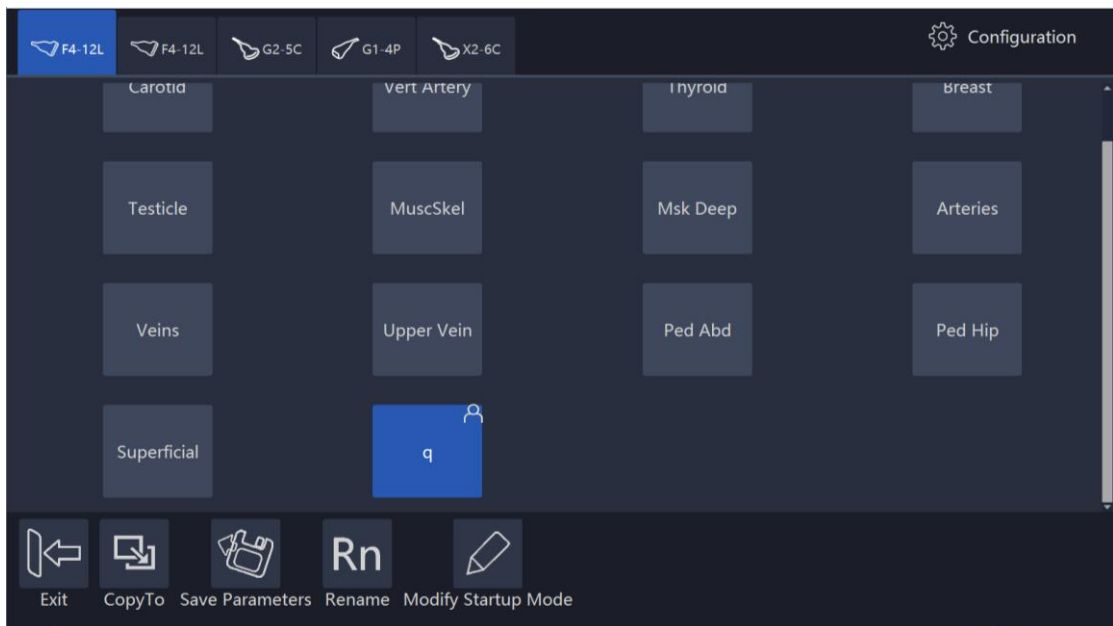 F4-12L F4-12L G2-5C G1-4P X2-6C Configuration
Carotid Vert Artery Thyroid Breast
Testicle MuscSkel Msk Deep Arteries
Veins Upper Vein Ped Abd Ped Hip
Superficial q
Rn
Exit CopyTo Save Parameters Rename Modify Startup Mode